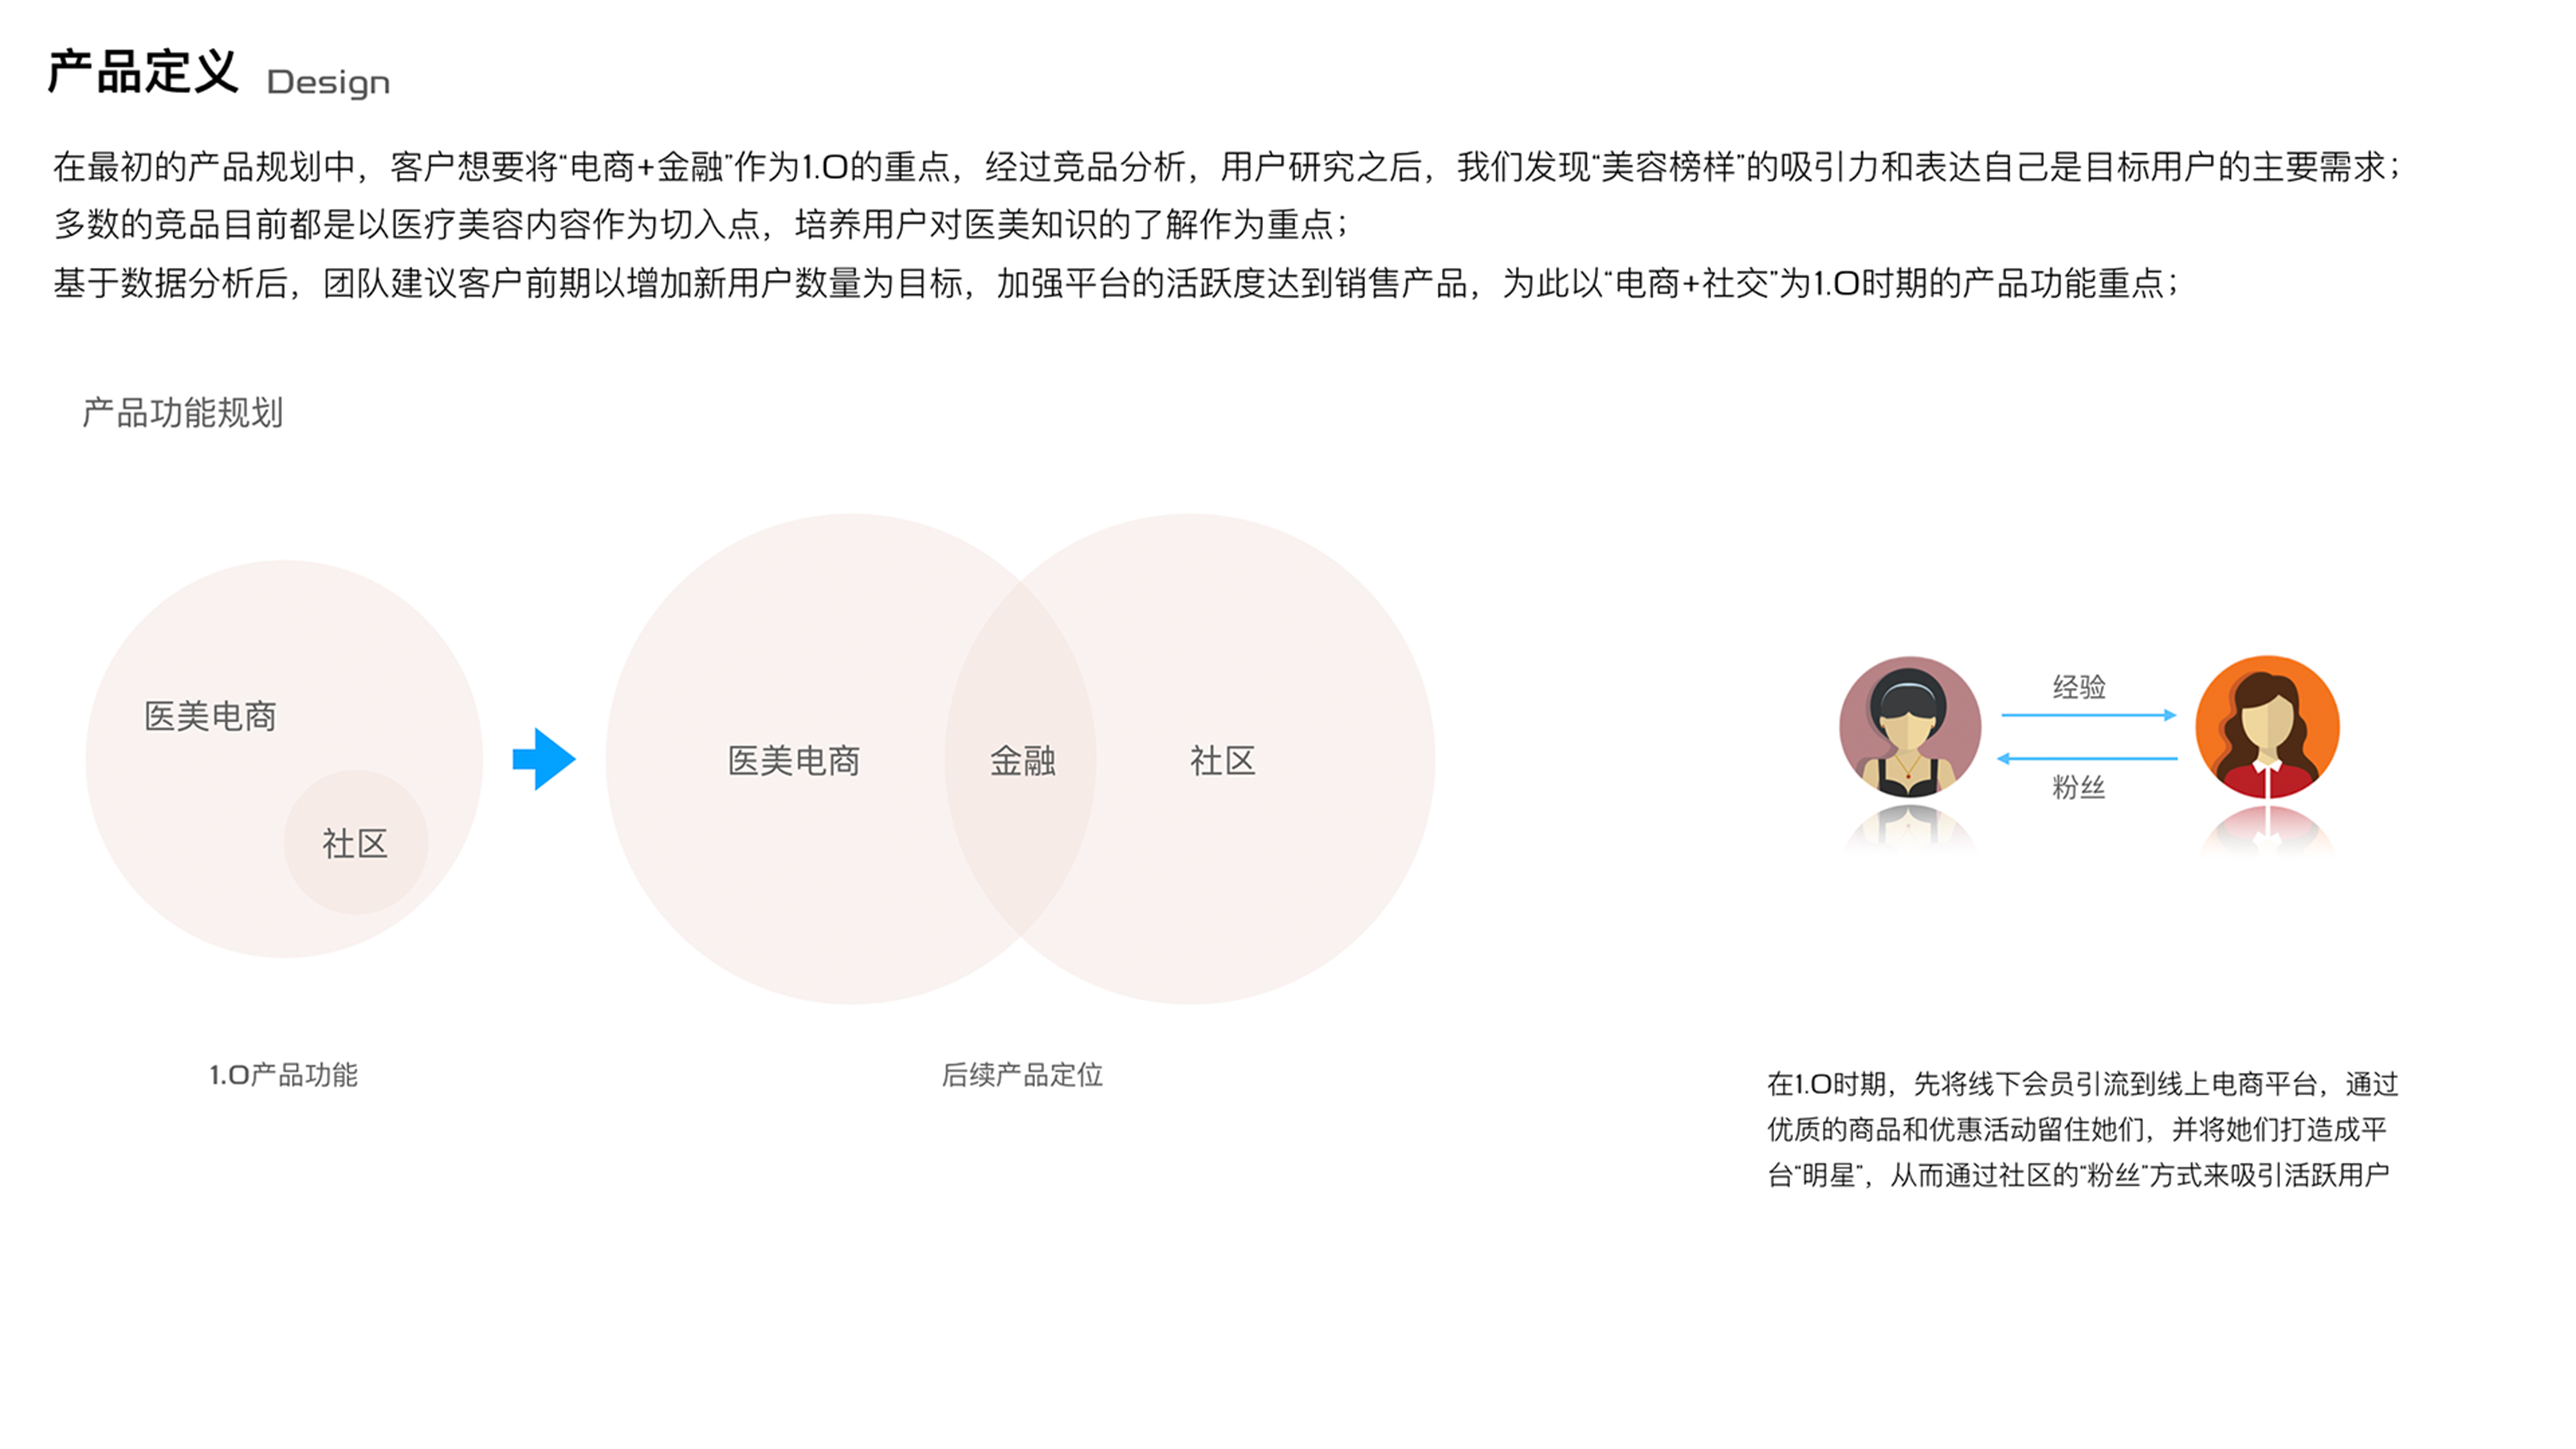 产品定义 Design
在最初的产品规划中，客户想要将“电商+金融”作为1.0的重点，经过竞品分析，用户研究之后，我们发现“美容榜样”的吸引力和表达自己是目标用户的主要需求；
多数的竞品目前都是以医疗美容内容作为切入点，培养用户对医美知识的了解作为重点；
基于数据分析后，团队建议客户前期以增加新用户数量为目标，加强平台的活跃度达到销售产品，为此以“电商+社交”为1.0时期的产品功能重点；
产品功能规划
医美电商
社区
医美电商
金融
社区
经验
粉丝
1.0产品功能
后续产品定位
在1.0时期，先将线下会员引流到线上电商平台，通过
优质的商品和优惠活动留住她们，并将她们打造成平
台“明星”，从而通过社区的“粉丝”方式来吸引活跃用户